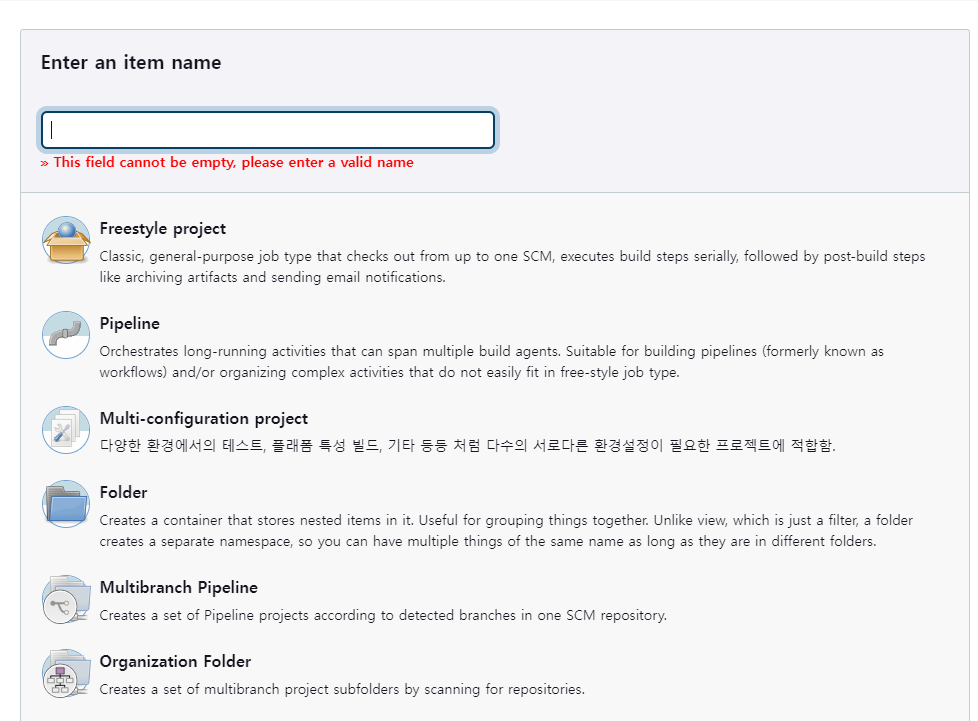 Enter an item name
» This field cannot be empty, please enter a valid name
Freestyle project
Classic, general-purpose job type that checks out from up to one SCM, executes build steps serially, followed by post-build steps
like archiving artifacts and sending email notifications.
Pipeline
Orchestrates long-running activities that can span multiple build agents. Suitable for building pipelines (formerly known as
workflows) and/or organizing complex activities that do not easily fit in free-style job type.
Multi-configuration project
다양한 환경에서의 테스트, 플래폼 특성 빌드, 기타 등등 처럼 다수의 서로다른 환경설정이 필요한 프로젝트에 적합함.
Folder
Creates a container that stores nested items in it. Useful for grouping things together. Unlike view, which is just a filter, a folder
creates a separate namespace, so you can have multiple things of the same name as long as they are in different folders.
Multibranch Pipeline
Creates a set of Pipeline projects according to detected branches in one SCM repository.
Organization Folder
Creates a set of multibranch project subfolders by scanning for repositories.